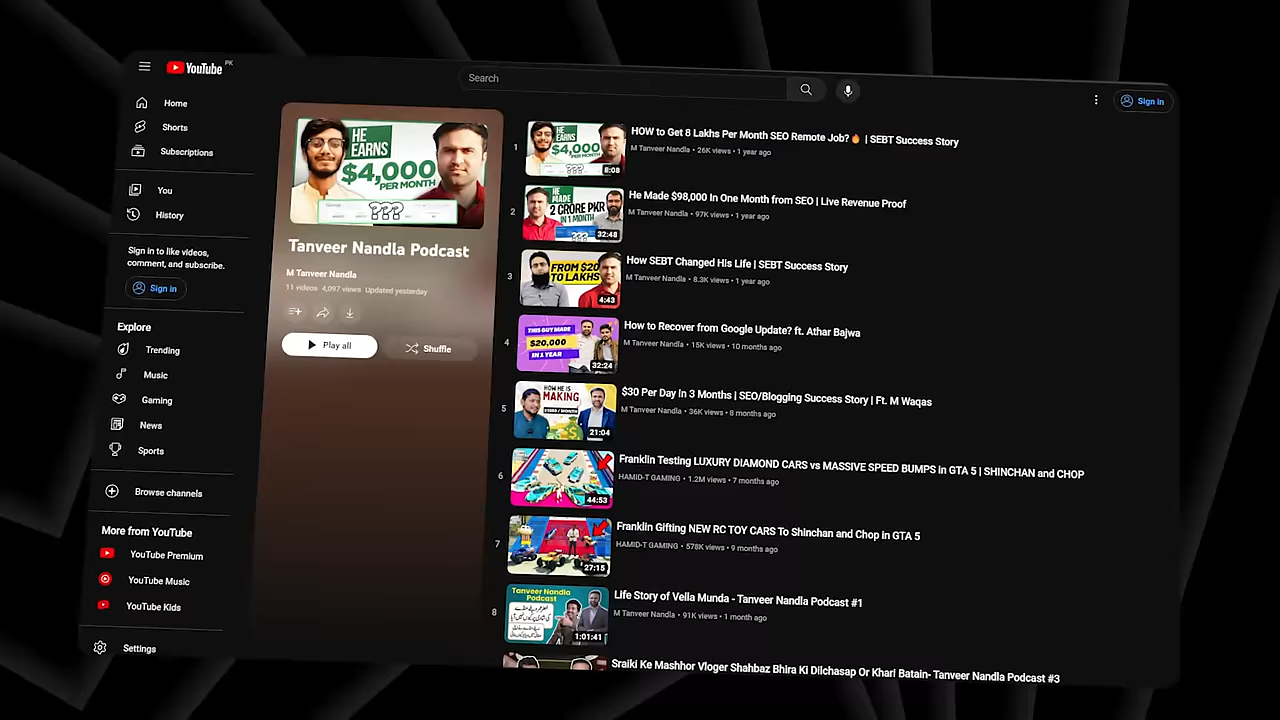 YouTube PK
Search
Sign in
Home
Shorts
Subscriptions
You
History
Sign in to like videos,
comment, and subscribe.
Sign in
Explore
Trending
Music
Gaming
News
Sports
Browse channels
More from YouTube
YouTube Premium
YouTube Music
YouTube Kids
Settings
HE
EARNS
$4,000
PER MONTH
???
Tanveer Nandla Podcast
M Tanveer Nandla
11 videos 4,097 views Updated yesterday
Play all
Shuffle
1
HE
EARNS
$4,000
PER MONTH
???
8:08
HOW to Get 8 Lakhs Per Month SEO Remote Job?🔥 | SEBT Success Story
M Tanveer Nandla • 26K views • 1 year ago
2
HE
MADE
2 CRORE PKR
IN 1 MONTH
???
32:48
He Made $98,000 In One Month from SEO | Live Revenue Proof
M Tanveer Nandla • 97K views • 1 year ago
3
FROM $20
TO LAKHS
4:43
How SEBT Changed His Life | SEBT Success Story
M Tanveer Nandla • 8.3K views • 1 year ago
4
THIS GUY MADE
$20,000
IN 1 YEAR
32:24
How to Recover from Google Update? ft. Athar Bajwa
M Tanveer Nandla • 15K views • 10 months ago
5
HOW HE IS
MAKING
21:04
$30 Per Day In 3 Months | SEO/Blogging Success Story | Ft. M Waqas
M Tanveer Nandla • 36K views • 8 months ago
6
44:53
Franklin Testing LUXURY DIAMOND CARS vs MASSIVE SPEED BUMPS in GTA 5 | SHINCHAN and CHOP
HAMID-T GAMING • 1.2M views • 7 months ago
7
27:15
Franklin Gifting NEW RC TOY CARS To Shinchan and Chop in GTA 5
HAMID-T GAMING • 578K views • 9 months ago
8
Tanveer Nandla
Podcast
1:01:41
Life Story of Vella Munda - Tanveer Nandla Podcast #1
M Tanveer Nandla • 91K views • 1 month ago
Sraiki Ke Mashhor Vloger Shahbaz Bhira Ki Dilchasap Or Khari Batain- Tanveer Nandla Podcast #3